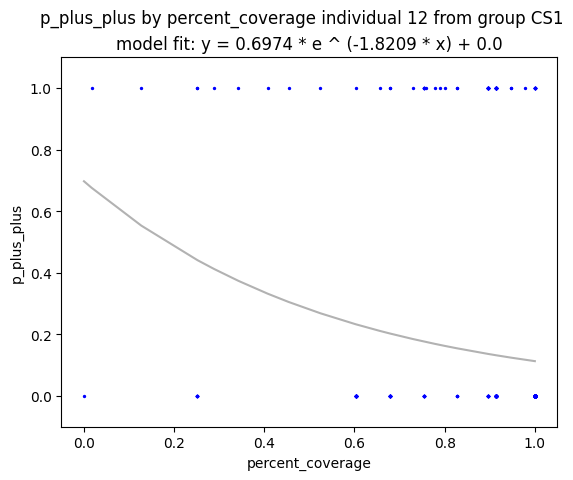 p_plus_plus by percent_coverage individual 12 from group CS1
model fit: y = 0.6974 * e ^ (-1.8209 * x) + 0.0
1.0
0.8
0.6
0.4
0.2
0.0
p_plus_plus
0.0 0.2 0.4 0.6 0.8 1.0
percent_coverage